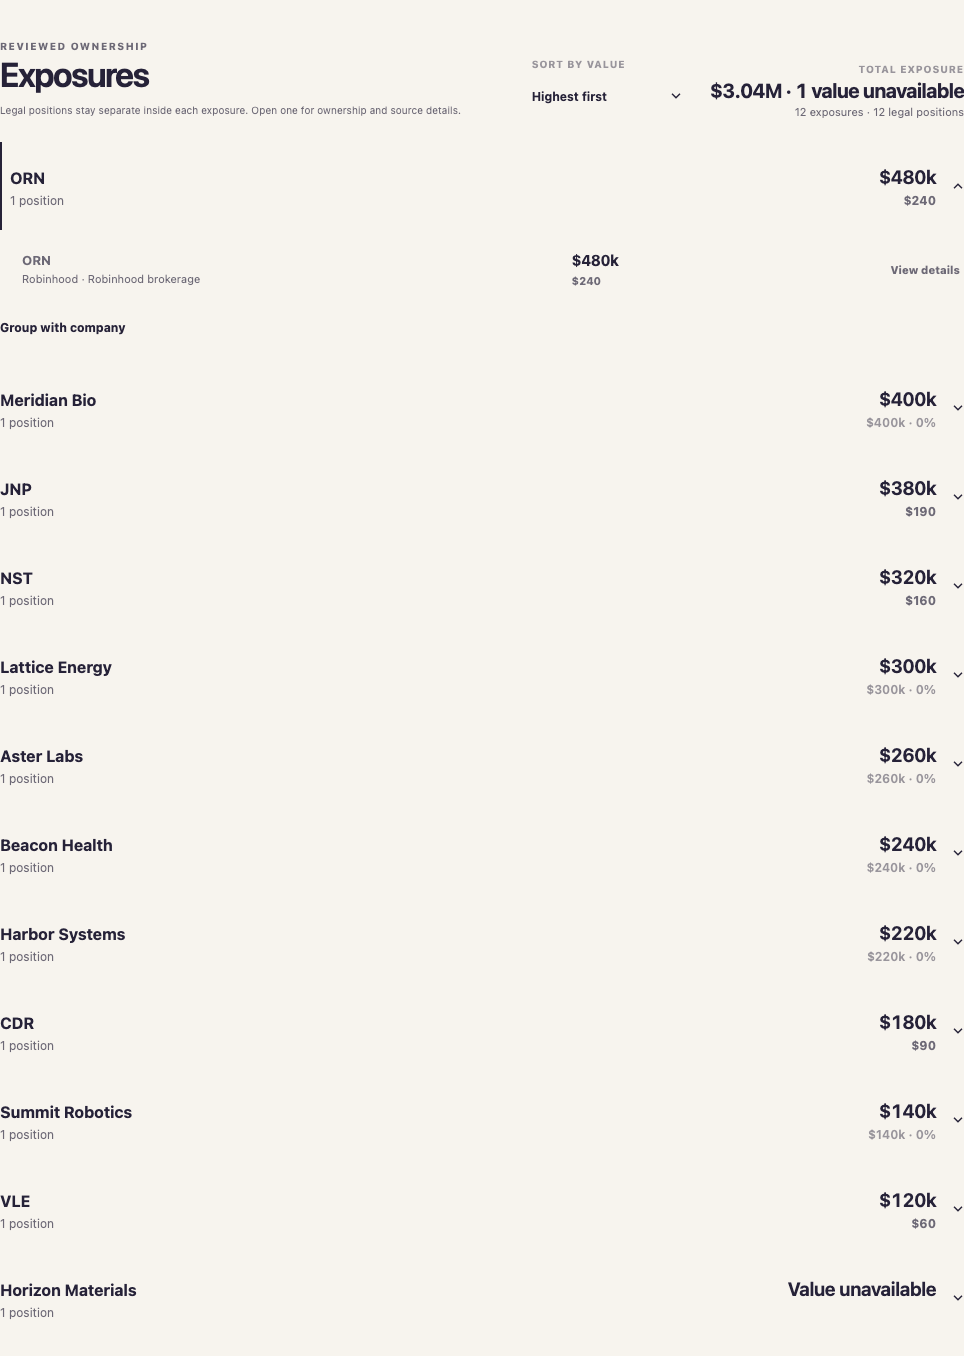 REVIEWED OWNERSHIP
Exposures
Legal positions stay separate inside each exposure. Open one for ownership and source details.
SORT BY VALUE
Highest first
TOTAL EXPOSURE
$3.04M · 1 value unavailable
12 exposures · 12 legal positions
ORN
1 position
$480k
$240
ORN
Robinhood · Robinhood brokerage
$480k
$240
View details
Group with company
Meridian Bio
1 position
$400k
$400k · 0%
JNP
1 position
$380k
$190
NST
1 position
$320k
$160
Lattice Energy
1 position
$300k
$300k · 0%
Aster Labs
1 position
$260k
$260k · 0%
Beacon Health
1 position
$240k
$240k · 0%
Harbor Systems
1 position
$220k
$220k · 0%
CDR
1 position
$180k
$90
Summit Robotics
1 position
$140k
$140k · 0%
VLE
1 position
$120k
$60
Horizon Materials
1 position
Value unavailable